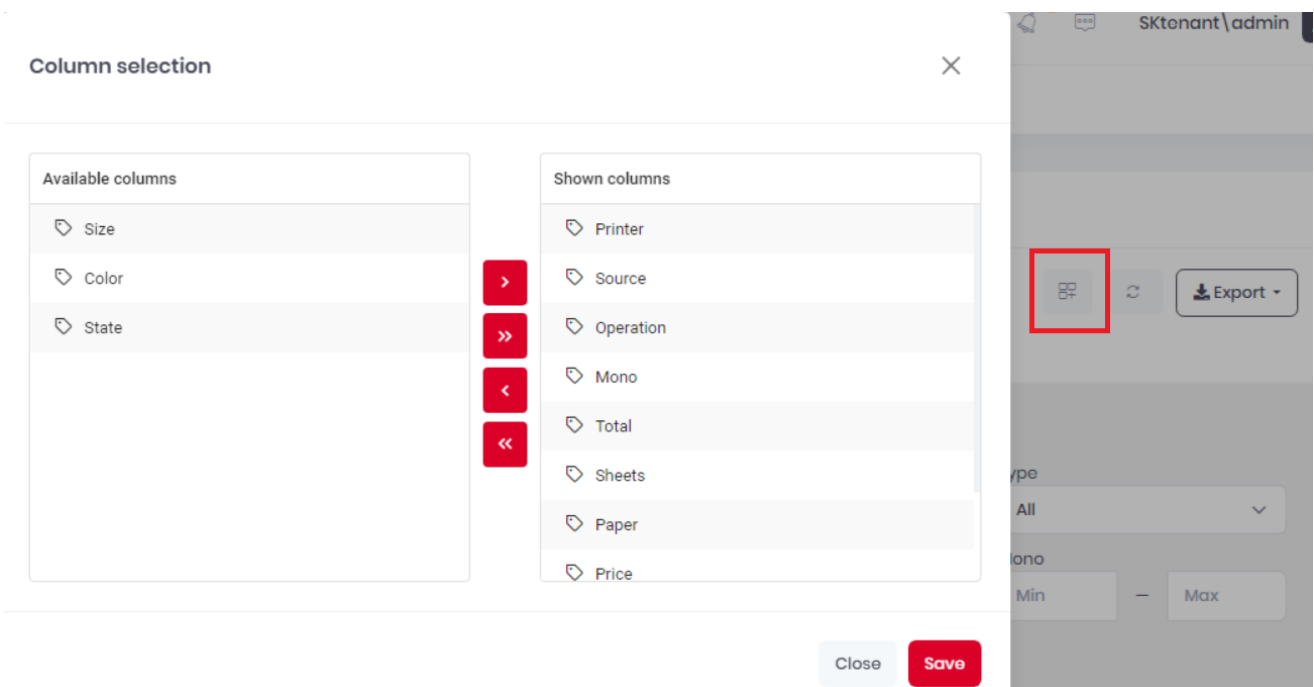 SKtenant\admin
Column selection
Available columns
Size
Color
State
Shown columns
Printer
Source
Operation
Mono
Total
Sheets
Paper
Price
Export
ype
All
lono
Min
–
Max
Close
Save